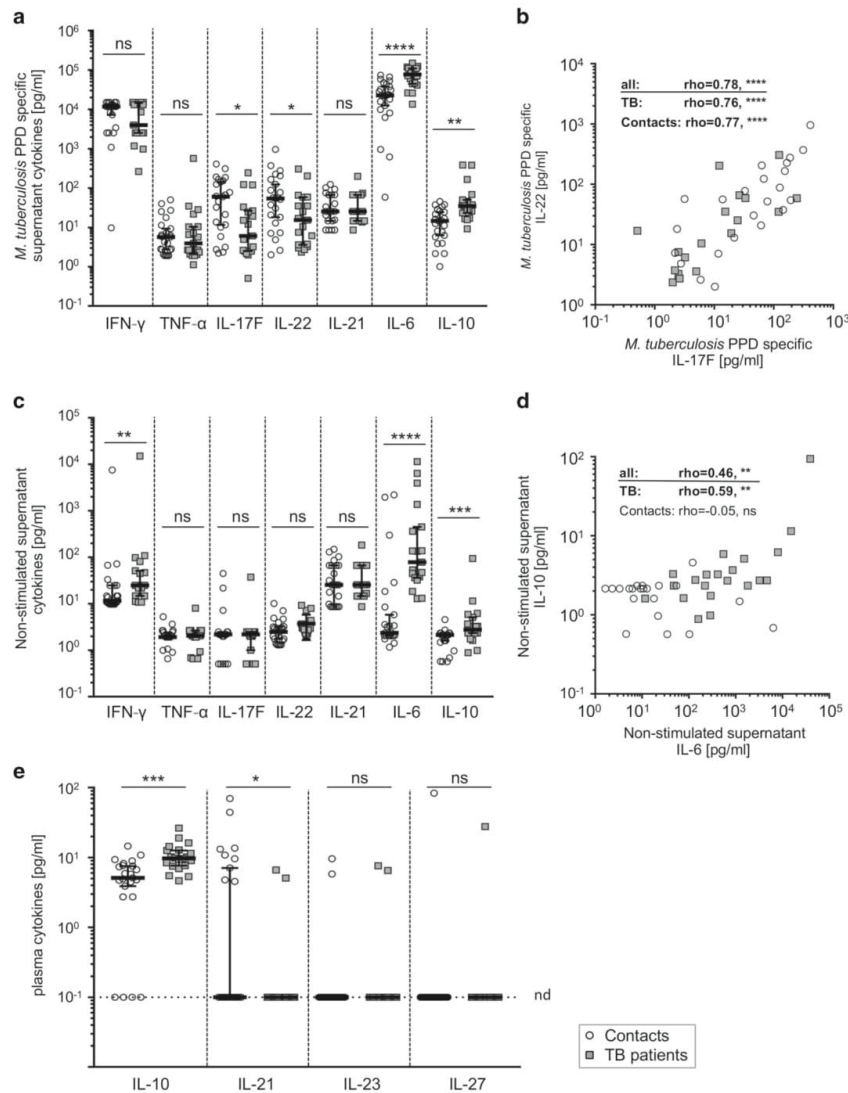 a
M. tuberculosis PPD specific
supernatant cytokines [pg/ml]
10⁶
10⁵
10⁴
10³
10²
10¹
10⁰
10⁻¹
ns
ns
*
*
ns
****
**
IFN-γ
TNF-α
IL-17F
IL-22
IL-21
IL-6
IL-10
b
M. tuberculosis PPD specific
IL-22 [pg/ml]
10⁴
10³
10²
10¹
10⁰
all: rho=0.78, ****
TB: rho=0.76, ****
Contacts: rho=0.77, ****
10⁻¹ 10⁰ 10¹ 10² 10³
M. tuberculosis PPD specific
IL-17F [pg/ml]
c
Non-stimulated supernatant
cytokines [pg/ml]
10⁵
10⁴
10³
10²
10¹
10⁰
10⁻¹
**
ns
ns
ns
ns
****
***
IFN-γ
TNF-α
IL-17F
IL-22
IL-21
IL-6
IL-10
d
Non-stimulated supernatant
IL-10 [pg/ml]
10²
10¹
10⁰
10⁻¹
all: rho=0.46, **
TB: rho=0.59, **
Contacts: rho=-0.05, ns
10⁰ 10¹ 10² 10³ 10⁴ 10⁵
Non-stimulated supernatant
IL-6 [pg/ml]
e
plasma cytokines [pg/ml]
10²
10¹
10⁰
10⁻¹
***
*
ns
ns
nd
IL-10
IL-21
IL-23
IL-27
Contacts
TB patients